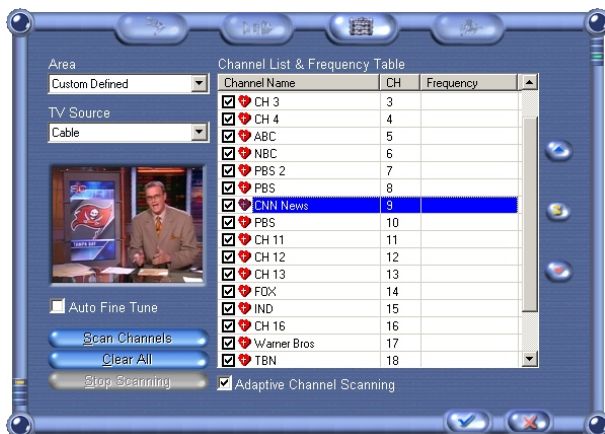 Area
Custom Defined
TV Source
Cable
TAMPA BAY
Auto Fine Tune
Scan Channels
Clear All
Stop Scanning
Channel List & Frequency Table
Channel Name CH Frequency
CH 3 3
CH 4 4
ABC 5
NBC 6
PBS 2 7
PBS 8
CNN News 9
PBS 10
CH 11 11
CH 12 12
CH 13 13
FOX 14
IND 15
CH 16 16
Warner Bros 17
TBN 18
Adaptive Channel Scanning